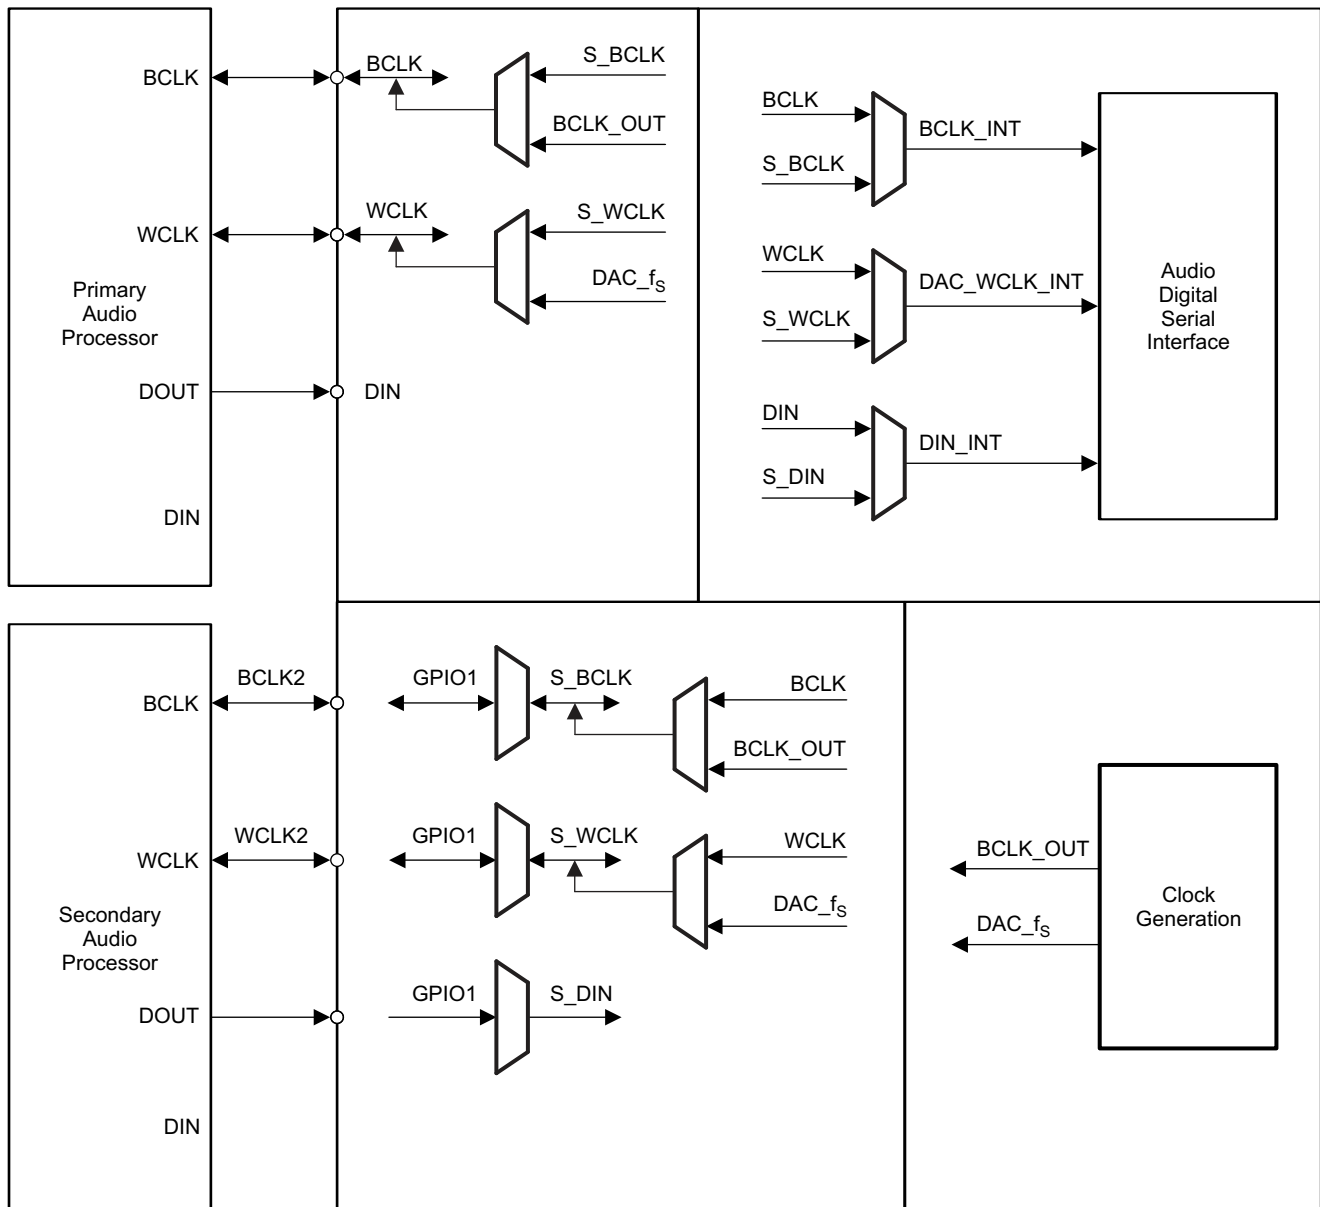 BCLK
WCLK
Primary
Audio
Processor
DOUT
DIN
BCLK
S_BCLK
BCLK_OUT
WCLK
S_WCLK
DAC_fS
DIN
BCLK
S_BCLK
BCLK_INT
WCLK
S_WCLK
DAC_WCLK_INT
DIN
S_DIN
DIN_INT
Audio
Digital
Serial
Interface
BCLK
BCLK2
WCLK
WCLK2
Secondary
Audio
Processor
DOUT
DIN
GPIO1
S_BCLK
BCLK
BCLK_OUT
GPIO1
S_WCLK
WCLK
DAC_fS
GPIO1
S_DIN
BCLK_OUT
DAC_fS
Clock
Generation